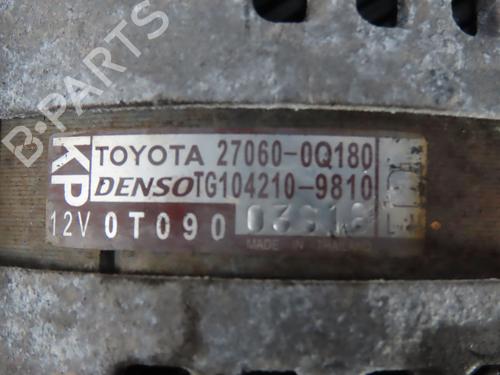 B-PARTS
KP
TOYOTA 27060-0Q180
DENSO TG104210-9810
12V 0T090
MADE IN THAILAND